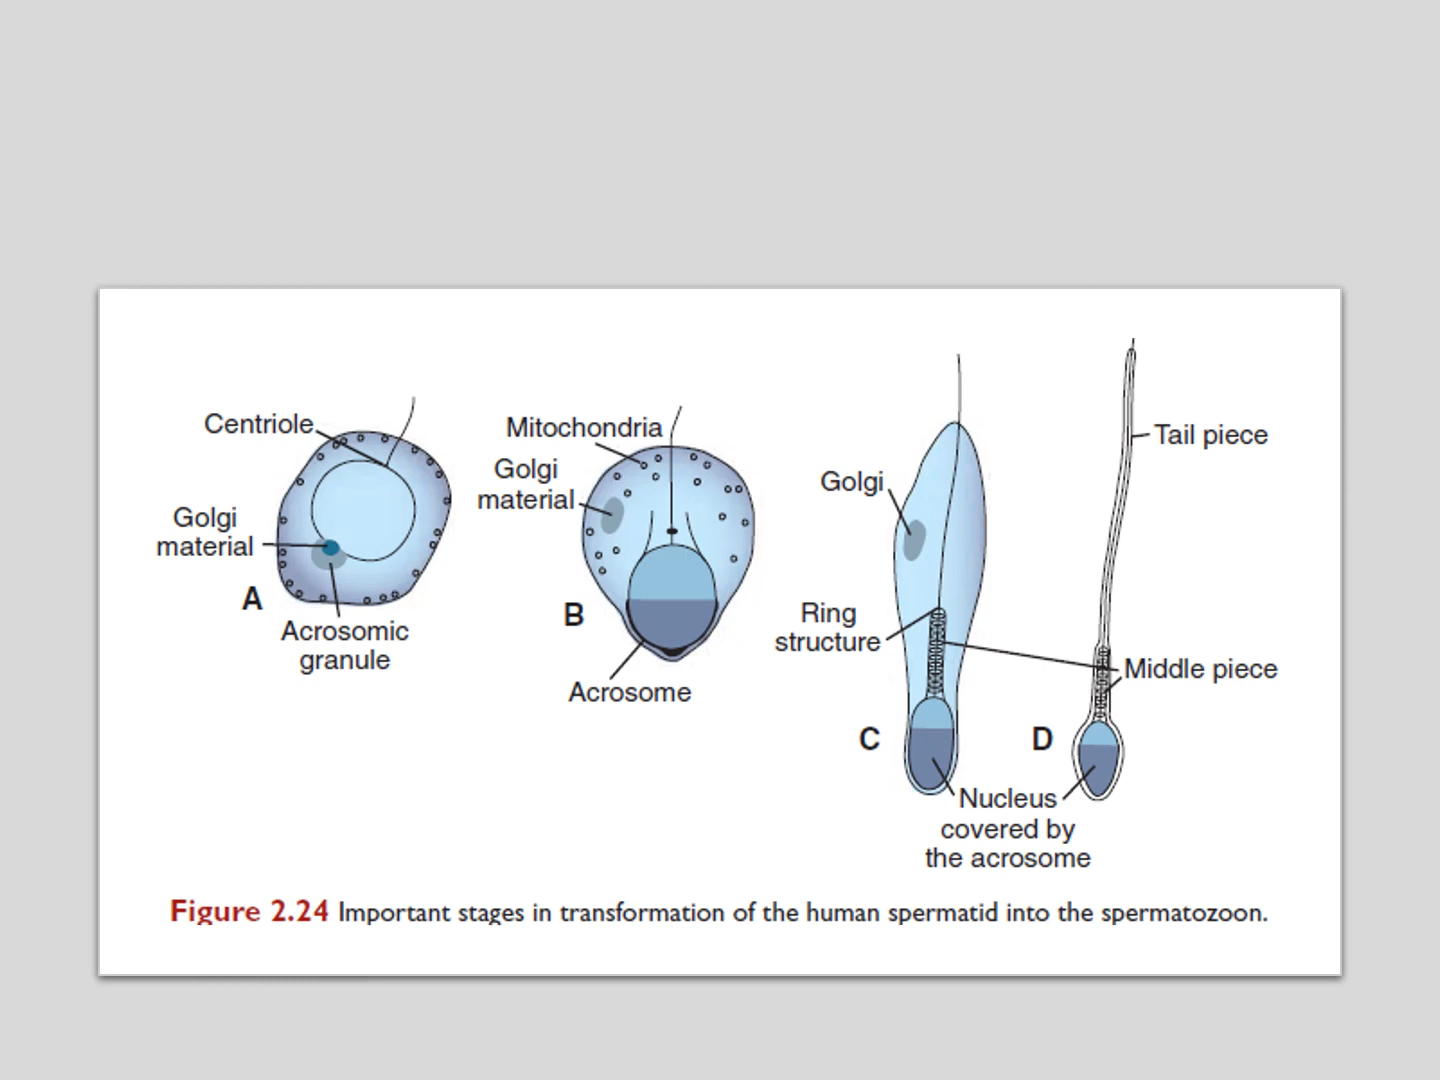 Centriole
Golgi
material
A
Acrosomic
granule
Mitochondria
Golgi
material
B
Acrosome
Golgi
Ring
structure
C
Tail piece
Middle piece
D
Nucleus
covered by
the acrosome
Figure 2.24 Important stages in transformation of the human spermatid into the spermatozoon.